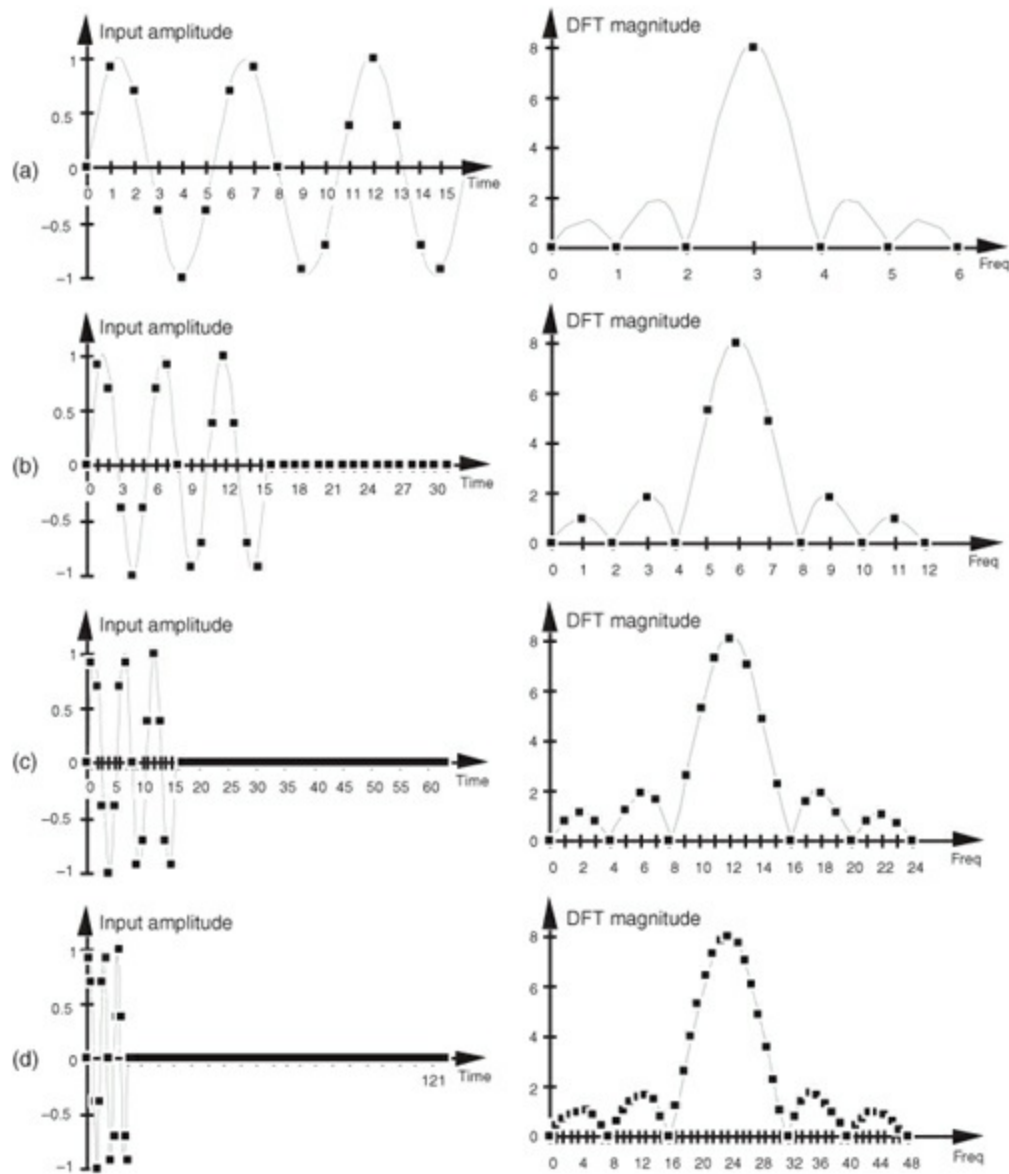 (a)
Input amplitude
1
0.5
0
−0.5
−1
0 1 2 3 4 5 6 7 8 9 10 11 12 13 14 15
Time
DFT magnitude
8
6
4
2
0
0 1 2 3 4 5 6
Freq
(b)
Input amplitude
1
0.5
0
−0.5
−1
0 3 6 9 12 15 18 21 24 27 30
Time
DFT magnitude
8
6
4
2
0
0 1 2 3 4 5 6 7 8 9 10 11 12
Freq
(c)
Input amplitude
1
0.5
0
−0.5
−1
0 5 10 15 20 25 30 35 40 45 50 55 60
Time
DFT magnitude
8
6
4
2
0
0 2 4 6 8 10 12 14 16 18 20 22 24
Freq
(d)
Input amplitude
1
0.5
0
−0.5
−1
121
Time
DFT magnitude
8
6
4
2
0
0 4 8 12 16 20 24 28 32 36 40 44 48
Freq